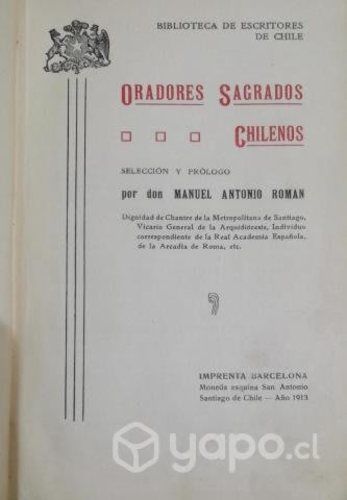 BIBLIOTECA DE ESCRITORES
DE CHILE
ORADORES SAGRADOS
CHILENOS
SELECCIÓN Y PRÓLOGO
por don MANUEL ANTONIO ROMAN
Dignidad de Chantre de la Metropolitana de Santiago,
Vicario General de la Arquidiócesis, Individuo
correspondiente de la Real Academia Española,
de la Arcadia de Roma, etc.
IMPRENTA BARCELONA
Moneda esquina San Antonio
Santiago de Chile — Año 1913
yapo.cl